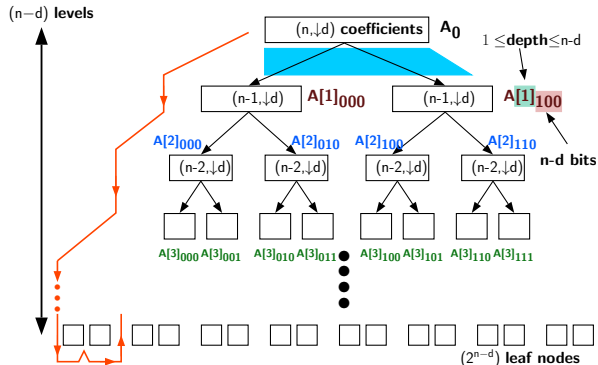 (n−d) levels
(n,↓d) coefficients A0
1 ≤depth≤n-d
(n-1,↓d) A[1]000 (n-1,↓d) A[1]100
A[2]000 A[2]010 A[2]100 A[2]110
n-d bits
(n-2,↓d) (n-2,↓d) (n-2,↓d) (n-2,↓d)
A[3]000 A[3]001 A[3]010 A[3]011 A[3]100 A[3]101 A[3]110 A[3]111
(2^{n−d}) leaf nodes